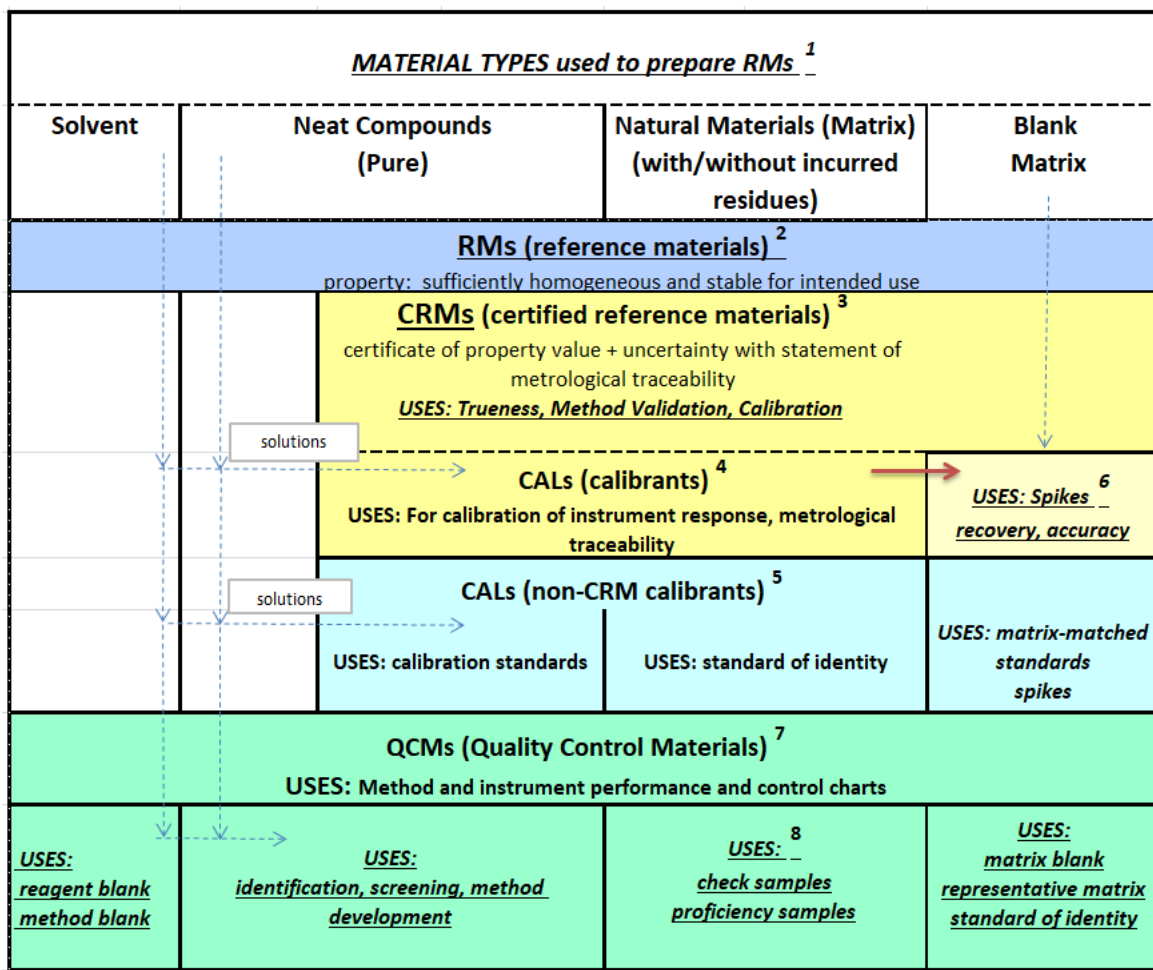 MATERIAL TYPES used to prepare RMs 1
Solvent
Neat Compounds
(Pure)
Natural Materials (Matrix)
(with/without incurred
residues)
Blank
Matrix
RMs (reference materials) 2
property: sufficiently homogeneous and stable for intended use
CRMs (certified reference materials) 3
certificate of property value + uncertainty with statement of
metrological traceability
USES: Trueness, Method Validation, Calibration
solutions
CALs (calibrants) 4
USES: For calibration of instrument response, metrological
traceability
USES: Spikes 6
recovery, accuracy
solutions
CALs (non-CRM calibrants) 5
USES: calibration standards
USES: standard of identity
USES: matrix-matched
standards
spikes
QCMs (Quality Control Materials) 7
USES: Method and instrument performance and control charts
USES:
reagent blank
method blank
USES:
identification, screening, method
development
USES: 8
check samples
proficiency samples
USES:
matrix blank
representative matrix
standard of identity